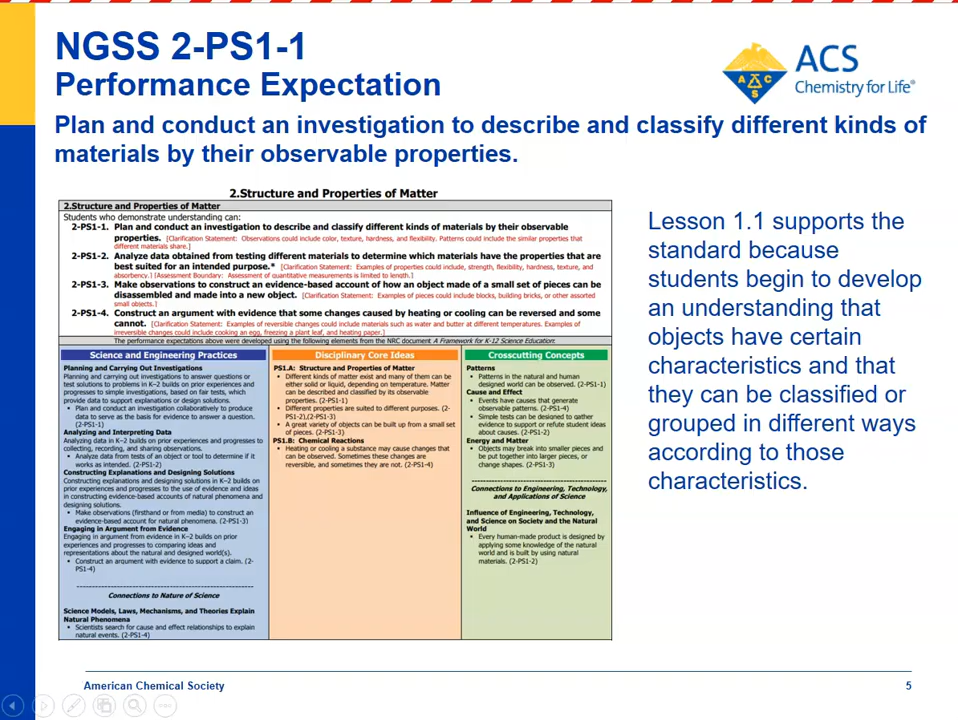 NGSS 2-PS1-1
Performance Expectation
ACS
Chemistry for Life®
A C S
Plan and conduct an investigation to describe and classify different kinds of
materials by their observable properties.
2.Structure and Properties of Matter
2.Structure and Properties of Matter
Students who demonstrate understanding can:
2-PS1-1. Plan and conduct an investigation to describe and classify different kinds of materials by their observable
properties. [Clarification Statement: Observations could include color, texture, hardness, and flexibility. Patterns could include the similar properties that
different materials share.]
2-PS1-2. Analyze data obtained from testing different materials to determine which materials have the properties that are
best suited for an intended purpose.* [Clarification Statement: Examples of properties could include, strength, flexibility, hardness, texture, and
absorbency.] [Assessment Boundary: Assessment of quantitative measurements is limited to length.]
2-PS1-3. Make observations to construct an evidence-based account of how an object made of a small set of pieces can be
disassembled and made into a new object. [Clarification Statement: Examples of pieces could include blocks, building bricks, or other assorted
small objects.]
2-PS1-4. Construct an argument with evidence that some changes caused by heating or cooling can be reversed and some
cannot. [Clarification Statement: Examples of reversible changes could include materials such as water and butter at different temperatures. Examples of
irreversible changes could include cooking an egg, freezing a plant leaf, and heating paper.]
The performance expectations above were developed using the following elements from the NRC document A Framework for K-12 Science Education:
Science and Engineering Practices
Planning and Carrying Out Investigations
Planning and carrying out investigations to answer questions or
test solutions to problems in K–2 builds on prior experiences and
progresses to simple investigations, based on fair tests, which
provide data to support explanations or design solutions.
• Plan and conduct an investigation collaboratively to produce
data to serve as the basis for evidence to answer a question.
(2-PS1-1)
Analyzing and Interpreting Data
Analyzing data in K–2 builds on prior experiences and progresses to
collecting, recording, and sharing observations.
• Analyze data from tests of an object or tool to determine if it
works as intended. (2-PS1-2)
Constructing Explanations and Designing Solutions
Constructing explanations and designing solutions in K–2 builds on
prior experiences and progresses to the use of evidence and ideas
in constructing evidence-based accounts of natural phenomena and
designing solutions.
• Make observations (firsthand or from media) to construct an
evidence-based account for natural phenomena. (2-PS1-3)
Engaging in Argument from Evidence
Engaging in argument from evidence in K–2 builds on prior
experiences and progresses to comparing ideas and
representations about the natural and designed world(s).
• Construct an argument with evidence to support a claim. (2-
PS1-4)
Connections to Nature of Science
Science Models, Laws, Mechanisms, and Theories Explain
Natural Phenomena
• Scientists search for cause and effect relationships to explain
natural events. (2-PS1-4)
Disciplinary Core Ideas
PS1.A: Structure and Properties of Matter
• Different kinds of matter exist and many of them can be
either solid or liquid, depending on temperature. Matter
can be described and classified by its observable
properties. (2-PS1-1)
• Different properties are suited to different purposes. (2-
PS1-2),(2-PS1-3)
• A great variety of objects can be built up from a small set
of pieces. (2-PS1-3)
PS1.B: Chemical Reactions
• Heating or cooling a substance may cause changes that
can be observed. Sometimes these changes are
reversible, and sometimes they are not. (2-PS1-4)
Crosscutting Concepts
Patterns
• Patterns in the natural and human
designed world can be observed. (2-PS1-1)
Cause and Effect
• Events have causes that generate
observable patterns. (2-PS1-4)
• Simple tests can be designed to gather
evidence to support or refute student ideas
about causes. (2-PS1-2)
Energy and Matter
• Objects may break into smaller pieces and
be put together into larger pieces, or
change shapes. (2-PS1-3)
Connections to Engineering, Technology,
and Applications of Science
Influence of Engineering, Technology,
and Science on Society and the Natural
World
• Every human-made product is designed by
applying some knowledge of the natural
world and is built by using natural
materials. (2-PS1-2)
Lesson 1.1 supports the
standard because
students begin to develop
an understanding that
objects have certain
characteristics and that
they can be classified or
grouped in different ways
according to those
characteristics.
American Chemical Society
5